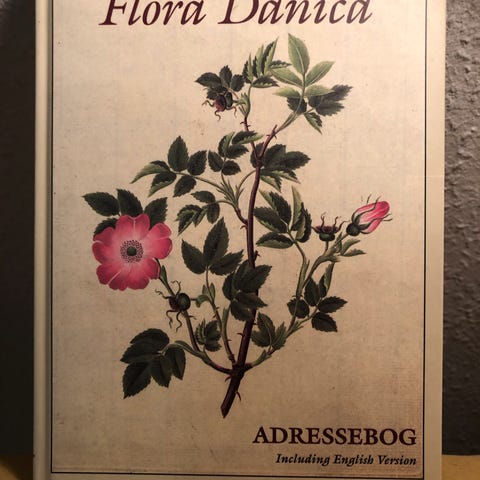 Flora Danica
ADRESSEBOG
Including English Version